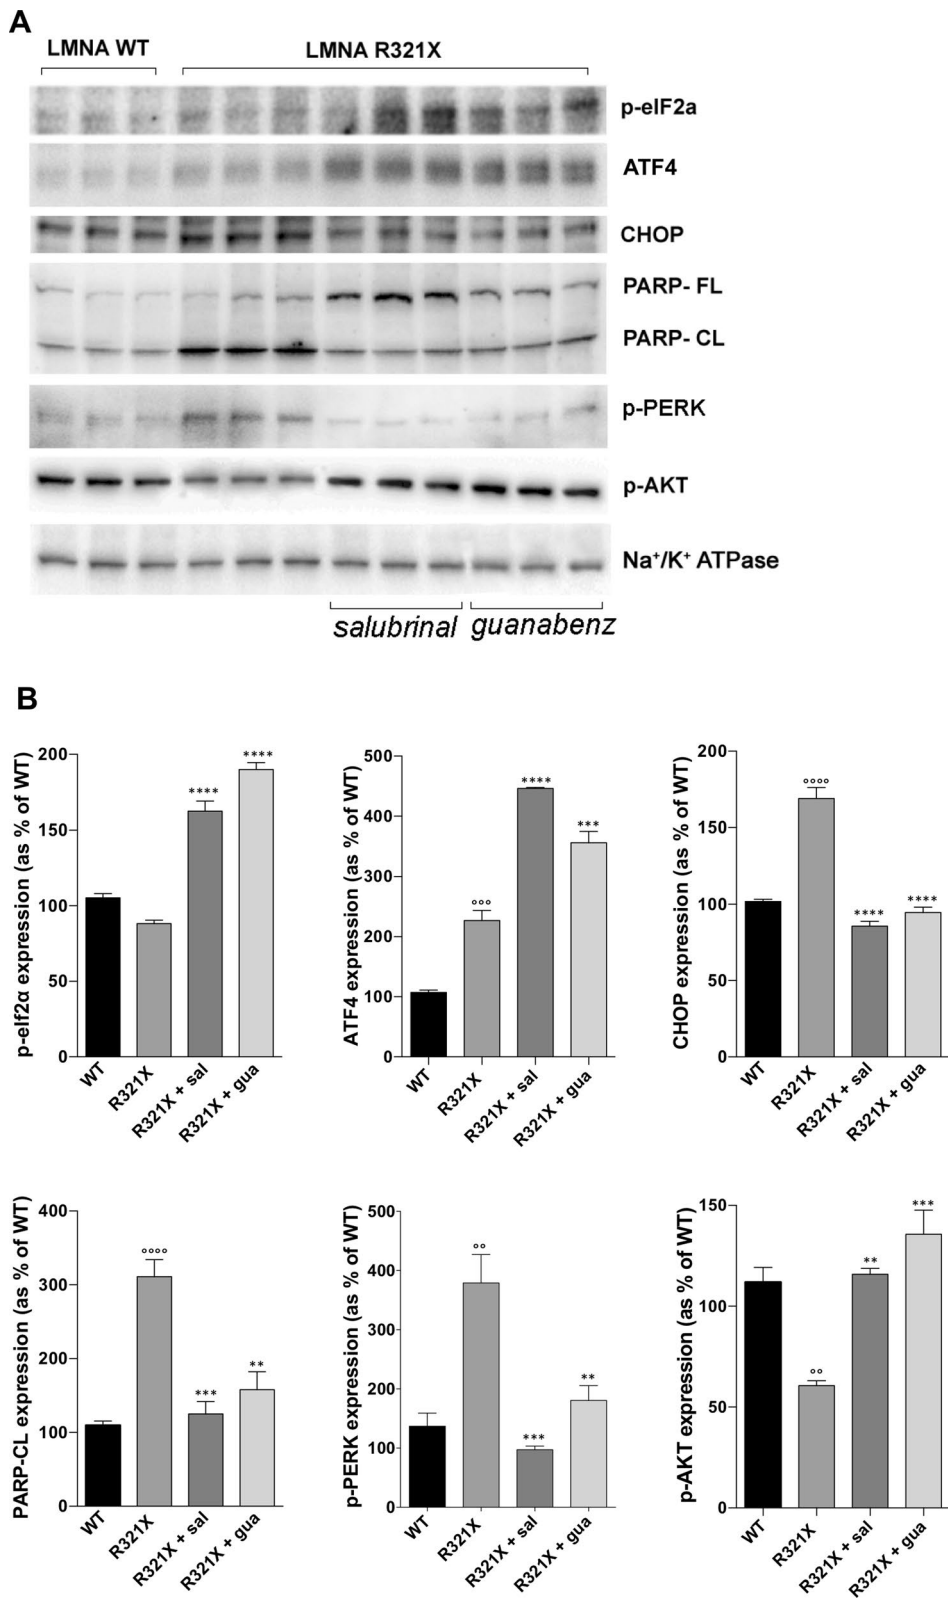 A
LMNA WT
LMNA R321X
p-eIF2a
ATF4
CHOP
PARP- FL
PARP- CL
p-PERK
p-AKT
Na⁺/K⁺ ATPase
salubrinal
guanabenz
B
p-eIf2α expression (as % of WT)
200
150
100
50
0
****
****
WT
R321X
R321X + sal
R321X + gua
ATF4 expression (as % of WT)
500
400
300
200
100
0
°°°
****
***
WT
R321X
R321X + sal
R321X + gua
CHOP expression (as % of WT)
200
150
100
50
0
°°°°
****
****
WT
R321X
R321X + sal
R321X + gua
PARP-CL expression (as % of WT)
400
300
200
100
0
°°°°
***
**
WT
R321X
R321X + sal
R321X + gua
p-PERK expression (as % of WT)
500
400
300
200
100
0
°°
***
**
WT
R321X
R321X + sal
R321X + gua
p-AKT expression (as % of WT)
150
100
50
0
°°
**
***
WT
R321X
R321X + sal
R321X + gua